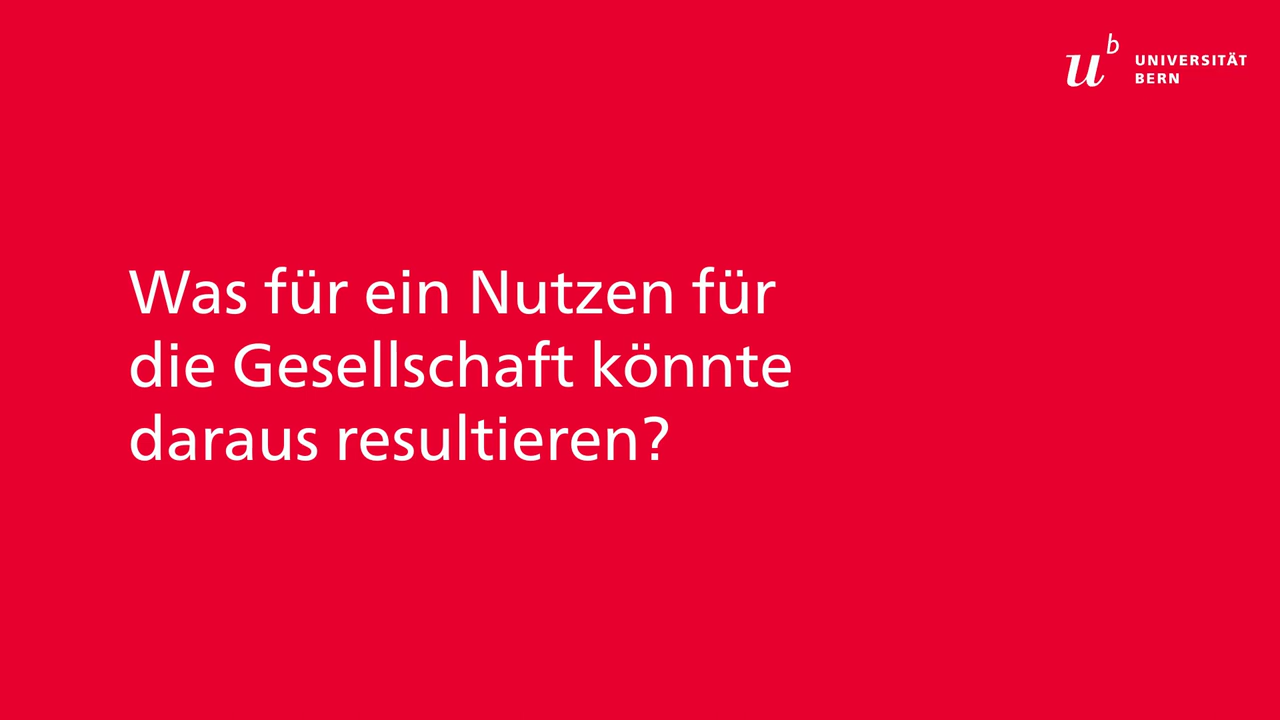 u^b
UNIVERSITÄT
BERN
Was für ein Nutzen für
die Gesellschaft könnte
daraus resultieren?